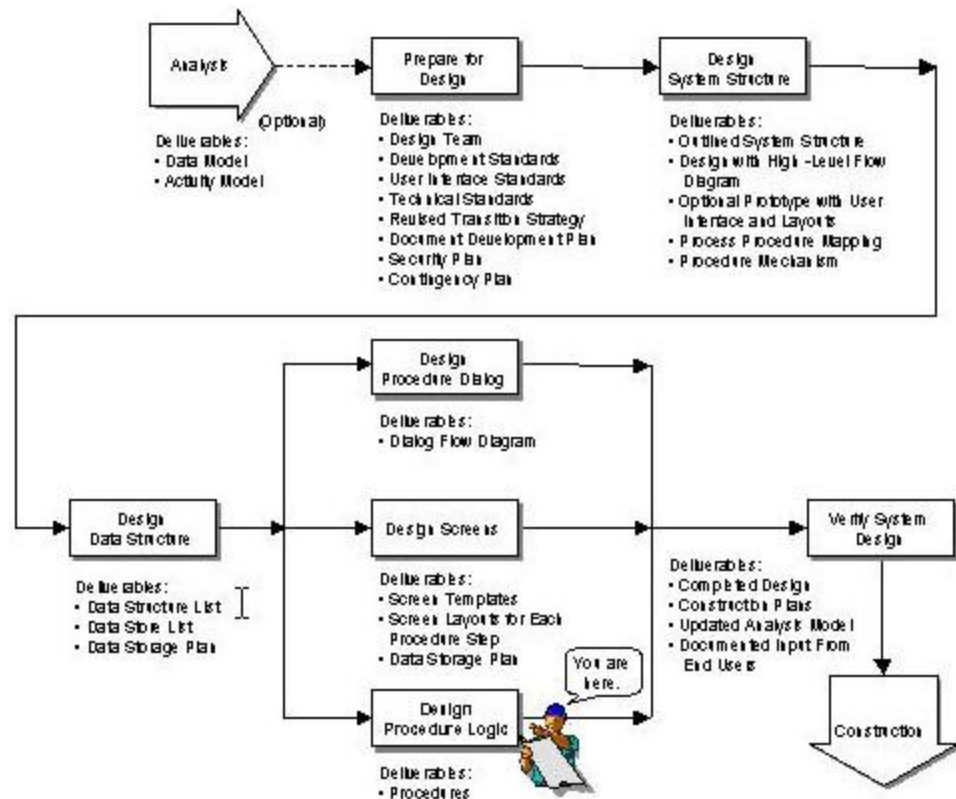 Analysis
(Optional)
Deliverables:
• Data Model
• Activity Model
Prepare for
Design
Deliverables:
• Design Team
• Development Standards
• User Interface Standards
• Technical Standards
• Revised Transition Strategy
• Document Development Plan
• Security Plan
• Contingency Plan
Design
System Structure
Deliverables:
• Outlined System Structure
• Design with High-Level Flow
Diagram
• Optional Prototype with User
Interface and Layouts
• Process Procedure Mapping
• Procedure Mechanism
Design
Procedure Dialog
Deliverables:
• Dialog Flow Diagram
Design
Data Structure
Deliverables:
• Data Structure List
• Data Store List
• Data Storage Plan
Design Screens
Deliverables:
• Screen Templates
• Screen Layouts for Each
Procedure Step
• Data Storage Plan
Verify System
Design
Deliverables:
• Completed Design
• Construction Plans
• Updated Analysis Model
• Documented Input From
End Users
You are
here.
Design
Procedure Logic
Deliverables:
• Procedures
Construction